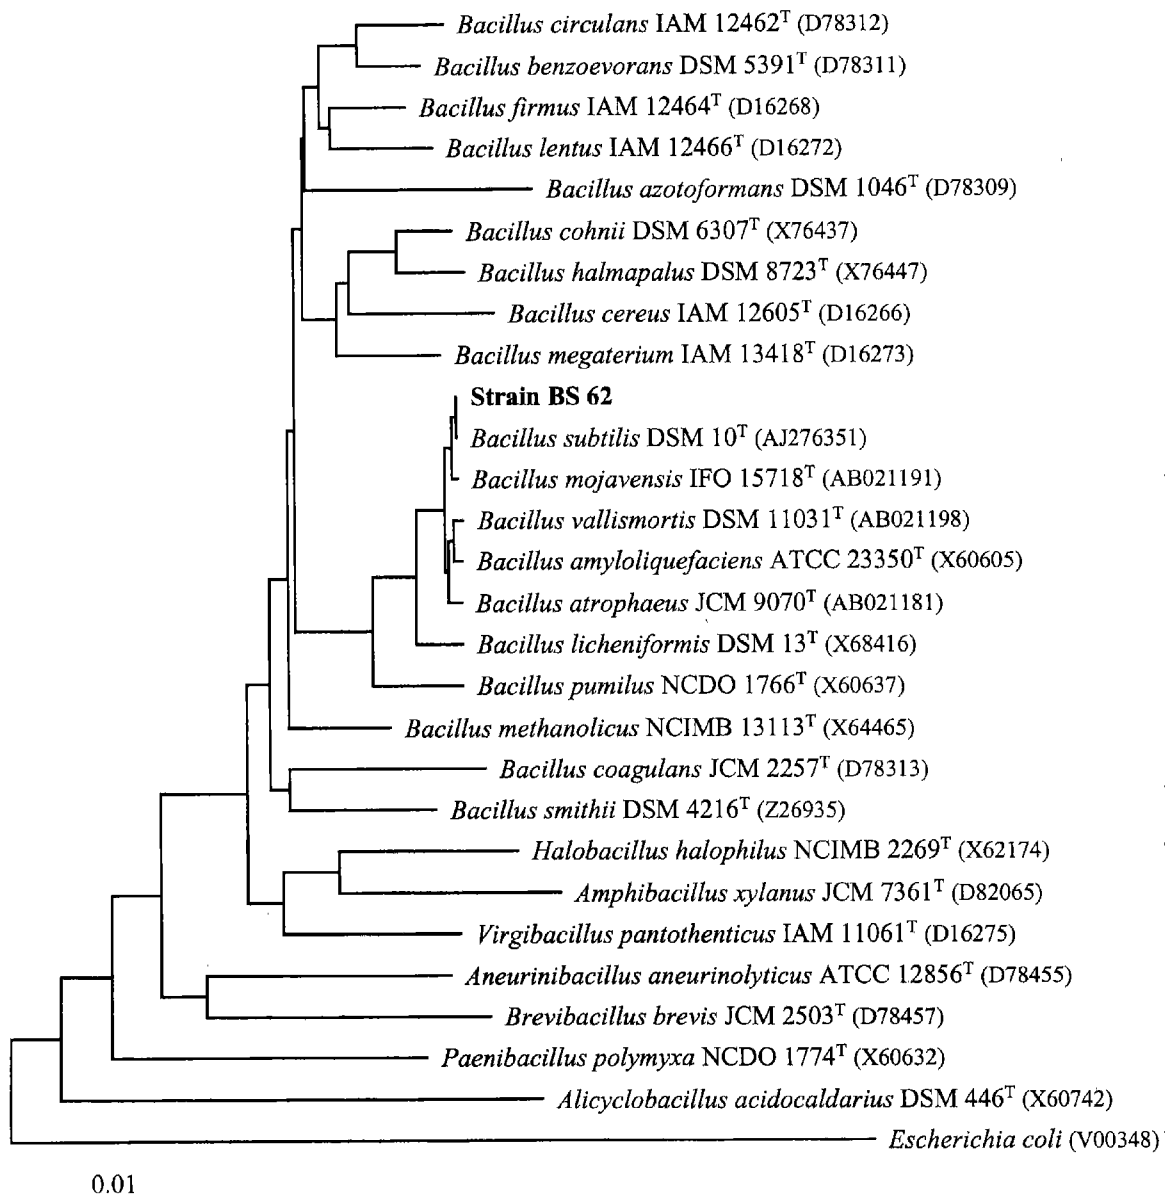 Bacillus circulans IAM 12462ᵀ (D78312)
Bacillus benzoevorans DSM 5391ᵀ (D78311)
Bacillus firmus IAM 12464ᵀ (D16268)
Bacillus lentus IAM 12466ᵀ (D16272)
Bacillus azotoformans DSM 1046ᵀ (D78309)
Bacillus cohnii DSM 6307ᵀ (X76437)
Bacillus halmapalus DSM 8723ᵀ (X76447)
Bacillus cereus IAM 12605ᵀ (D16266)
Bacillus megaterium IAM 13418ᵀ (D16273)
Strain BS 62
Bacillus subtilis DSM 10ᵀ (AJ276351)
Bacillus mojavensis IFO 15718ᵀ (AB021191)
Bacillus vallismortis DSM 11031ᵀ (AB021198)
Bacillus amyloliquefaciens ATCC 23350ᵀ (X60605)
Bacillus atrophaeus JCM 9070ᵀ (AB021181)
Bacillus licheniformis DSM 13ᵀ (X68416)
Bacillus pumilus NCDO 1766ᵀ (X60637)
Bacillus methanolicus NCIMB 13113ᵀ (X64465)
Bacillus coagulans JCM 2257ᵀ (D78313)
Bacillus smithii DSM 4216ᵀ (Z26935)
Halobacillus halophilus NCIMB 2269ᵀ (X62174)
Amphibacillus xylanus JCM 7361ᵀ (D82065)
Virgibacillus pantothenticus IAM 11061ᵀ (D16275)
Aneurinibacillus aneurinolyticus ATCC 12856ᵀ (D78455)
Brevibacillus brevis JCM 2503ᵀ (D78457)
Paenibacillus polymyxa NCDO 1774ᵀ (X60632)
Alicyclobacillus acidocaldarius DSM 446ᵀ (X60742)
Escherichia coli (V00348)
0.01